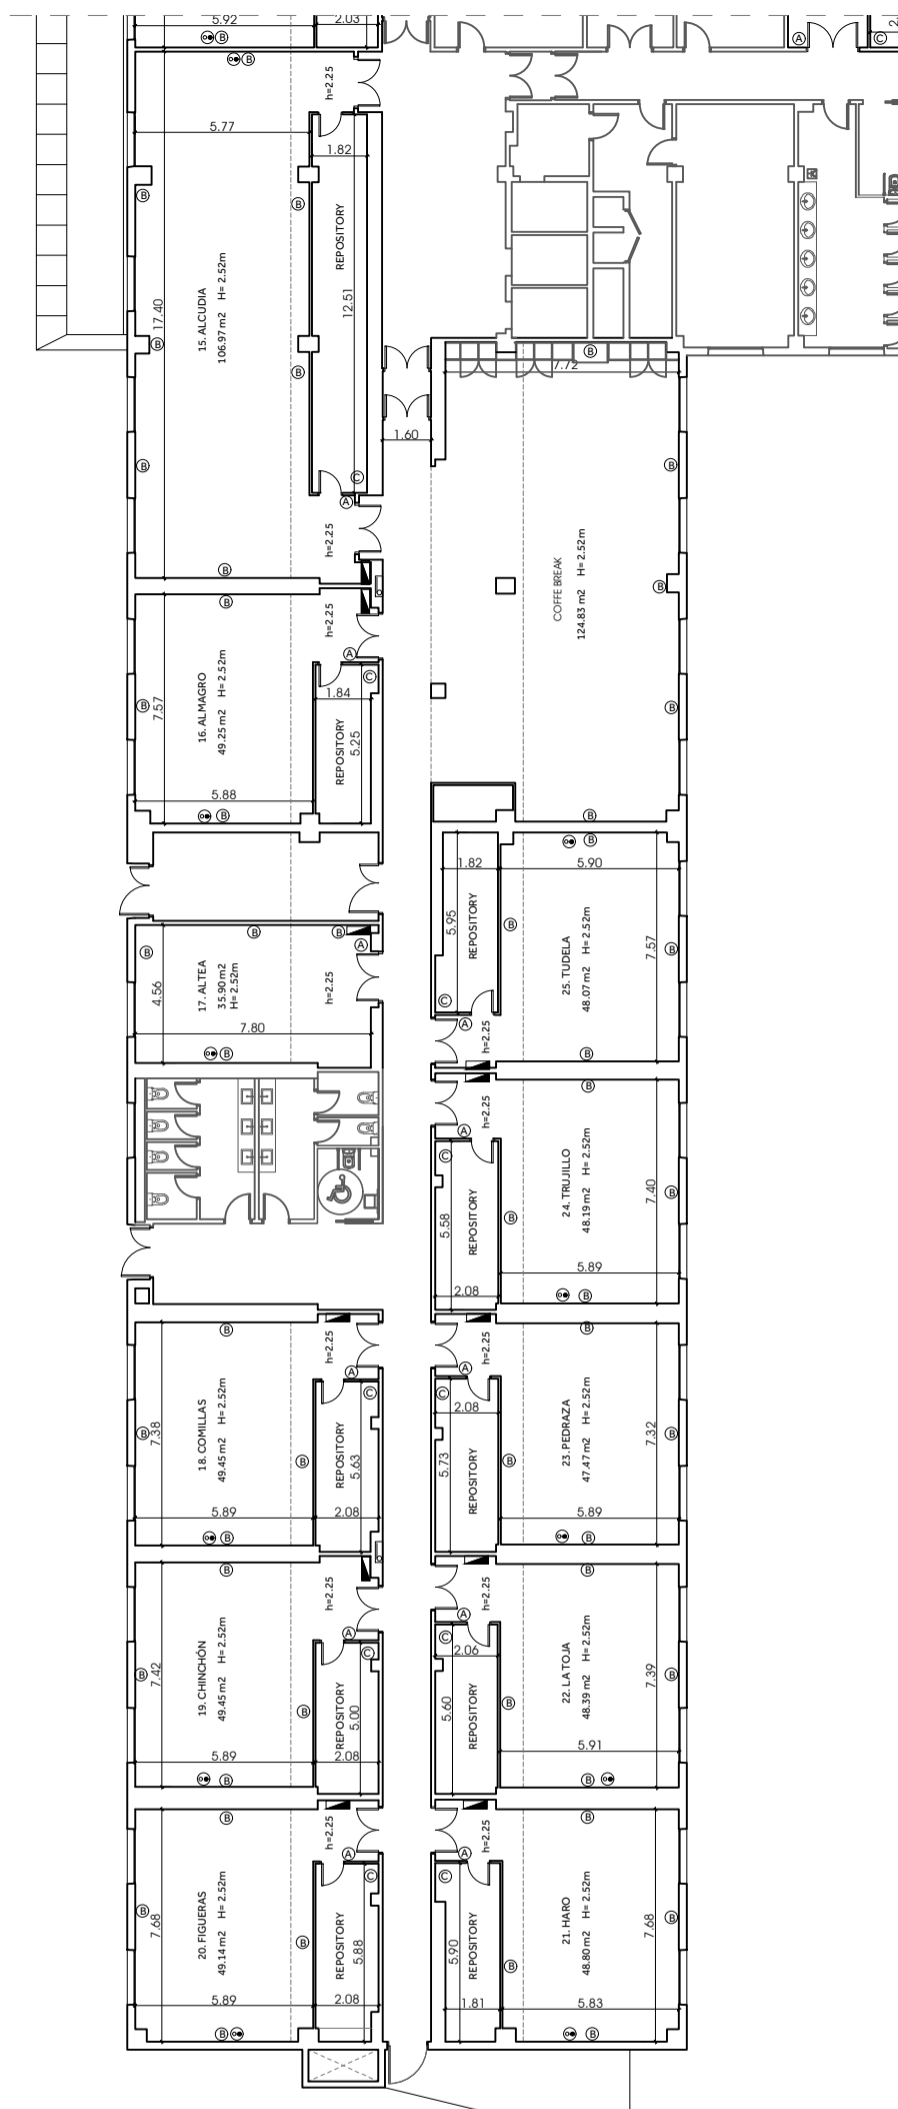 5.92
2.03
2.
A
C
B
B
h=2.25
5.77
1.82
B
B
REPOSITORY
12.51
15. ALCUDIA
106.97 m2 H= 2.52m
17.40
B
B
B
7.72
1.60
B
C
A
B
h=2.25
B
COFFE BREAK
124.83 m2 H= 2.52m
B
B
h=2.25
A
C
16. ALMAGRO
49.25 m2 H= 2.52m
7.57
B
1.84
REPOSITORY
5.25
B
5.88
B
B
B
1.82
5.90
5.95
REPOSITORY
B
25. TUDELA
48.07 m2 H= 2.52m
7.57
B
C
A
h=2.25
B
B
B
B
A
17. ALTEA
35.90 m2
H= 2.52m
4.56
h=2.25
7.80
B
h=2.25
B
A
C
24. TRUJILLO
48.19 m2 H= 2.52m
7.40
B
B
5.58
REPOSITORY
5.89
2.08
B
B
h=2.25
A
C
18. COMILLAS
49.45 m2 H= 2.52m
7.38
B
B
REPOSITORY
5.63
5.89
2.08
B
h=2.25
B
A
C
2.08
23. PEDRAZA
47.47 m2 H= 2.52m
7.32
B
B
5.73
REPOSITORY
5.89
B
B
h=2.25
A
C
19. CHINCHÓN
49.45 m2 H= 2.52m
7.42
B
B
REPOSITORY
5.00
5.89
2.08
B
B
h=2.25
A
C
2.06
22. LA TOJA
48.39 m2 H= 2.52m
7.39
B
B
5.60
REPOSITORY
5.91
B
B
h=2.25
A
C
20. FIGUERAS
49.14 m2 H= 2.52m
7.68
B
B
REPOSITORY
5.88
5.89
2.08
B
B
h=2.25
A
C
21. HARO
48.80 m2 H= 2.52m
7.68
B
B
5.90
REPOSITORY
1.81
5.83
B